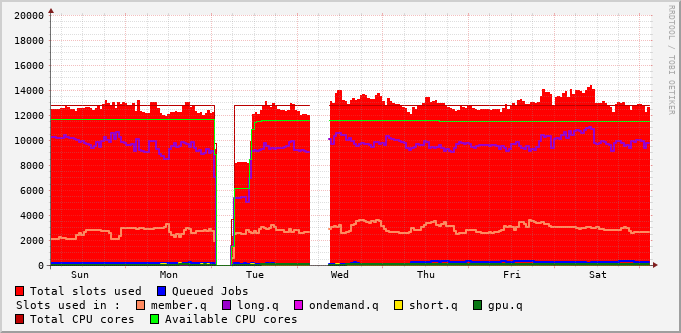 20000
18000
16000
14000
12000
10000
8000
6000
4000
2000
0
Sun Mon Tue Wed Thu Fri Sat
RRDTOOL / TOBI OETIKER
Total slots used Queued Jobs
Slots used in : member.q long.q ondemand.q short.q gpu.q
Total CPU cores Available CPU cores